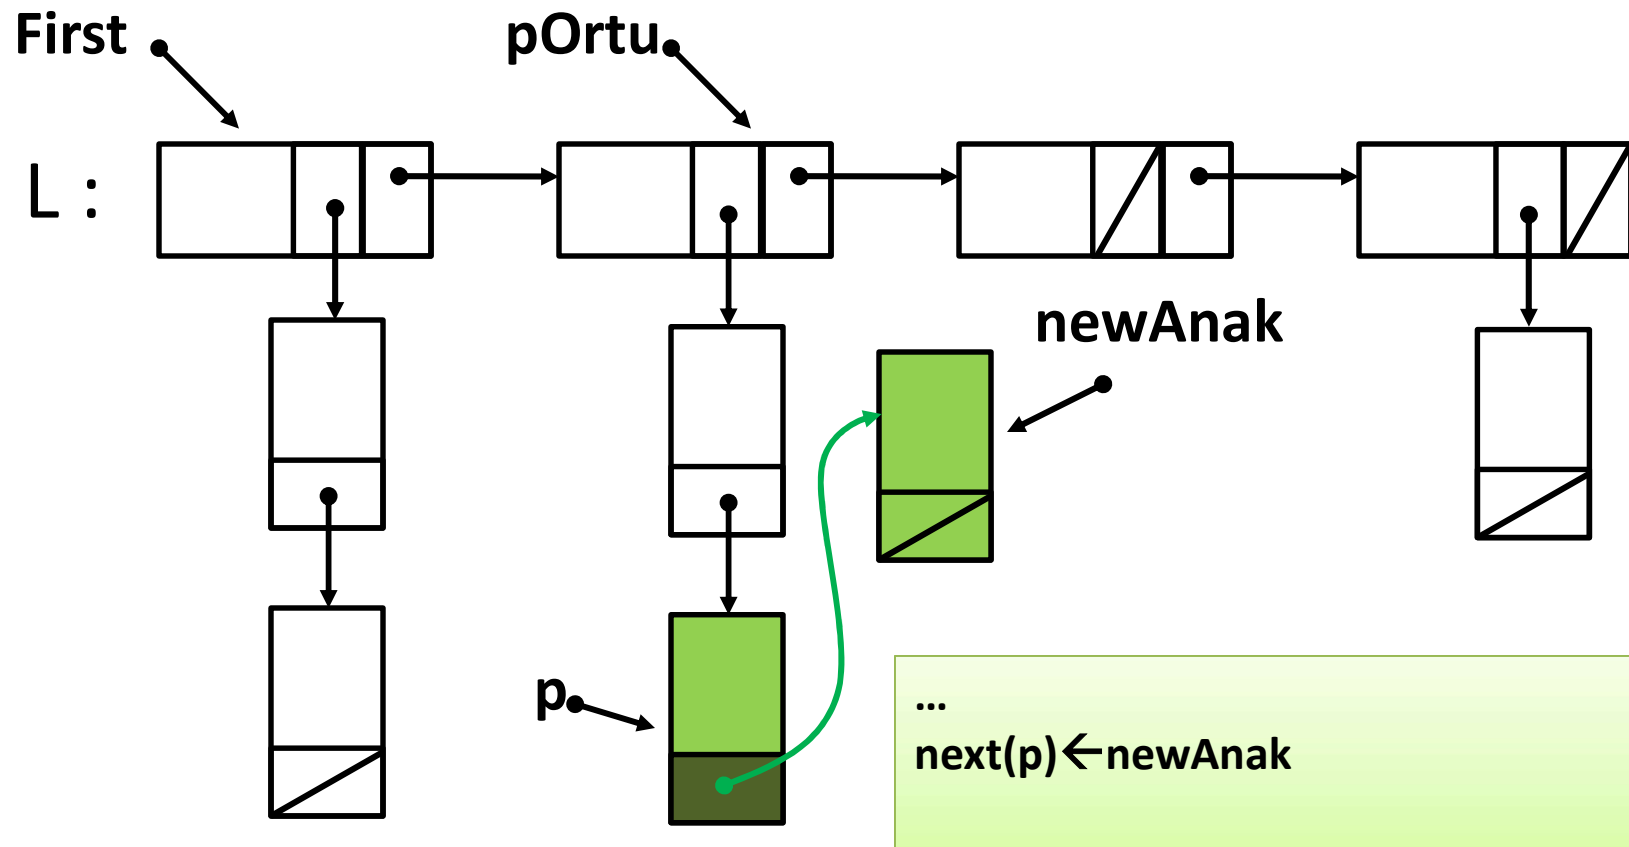 First
pOrtu
L :
newAnak
p
...
next(p)←newAnak